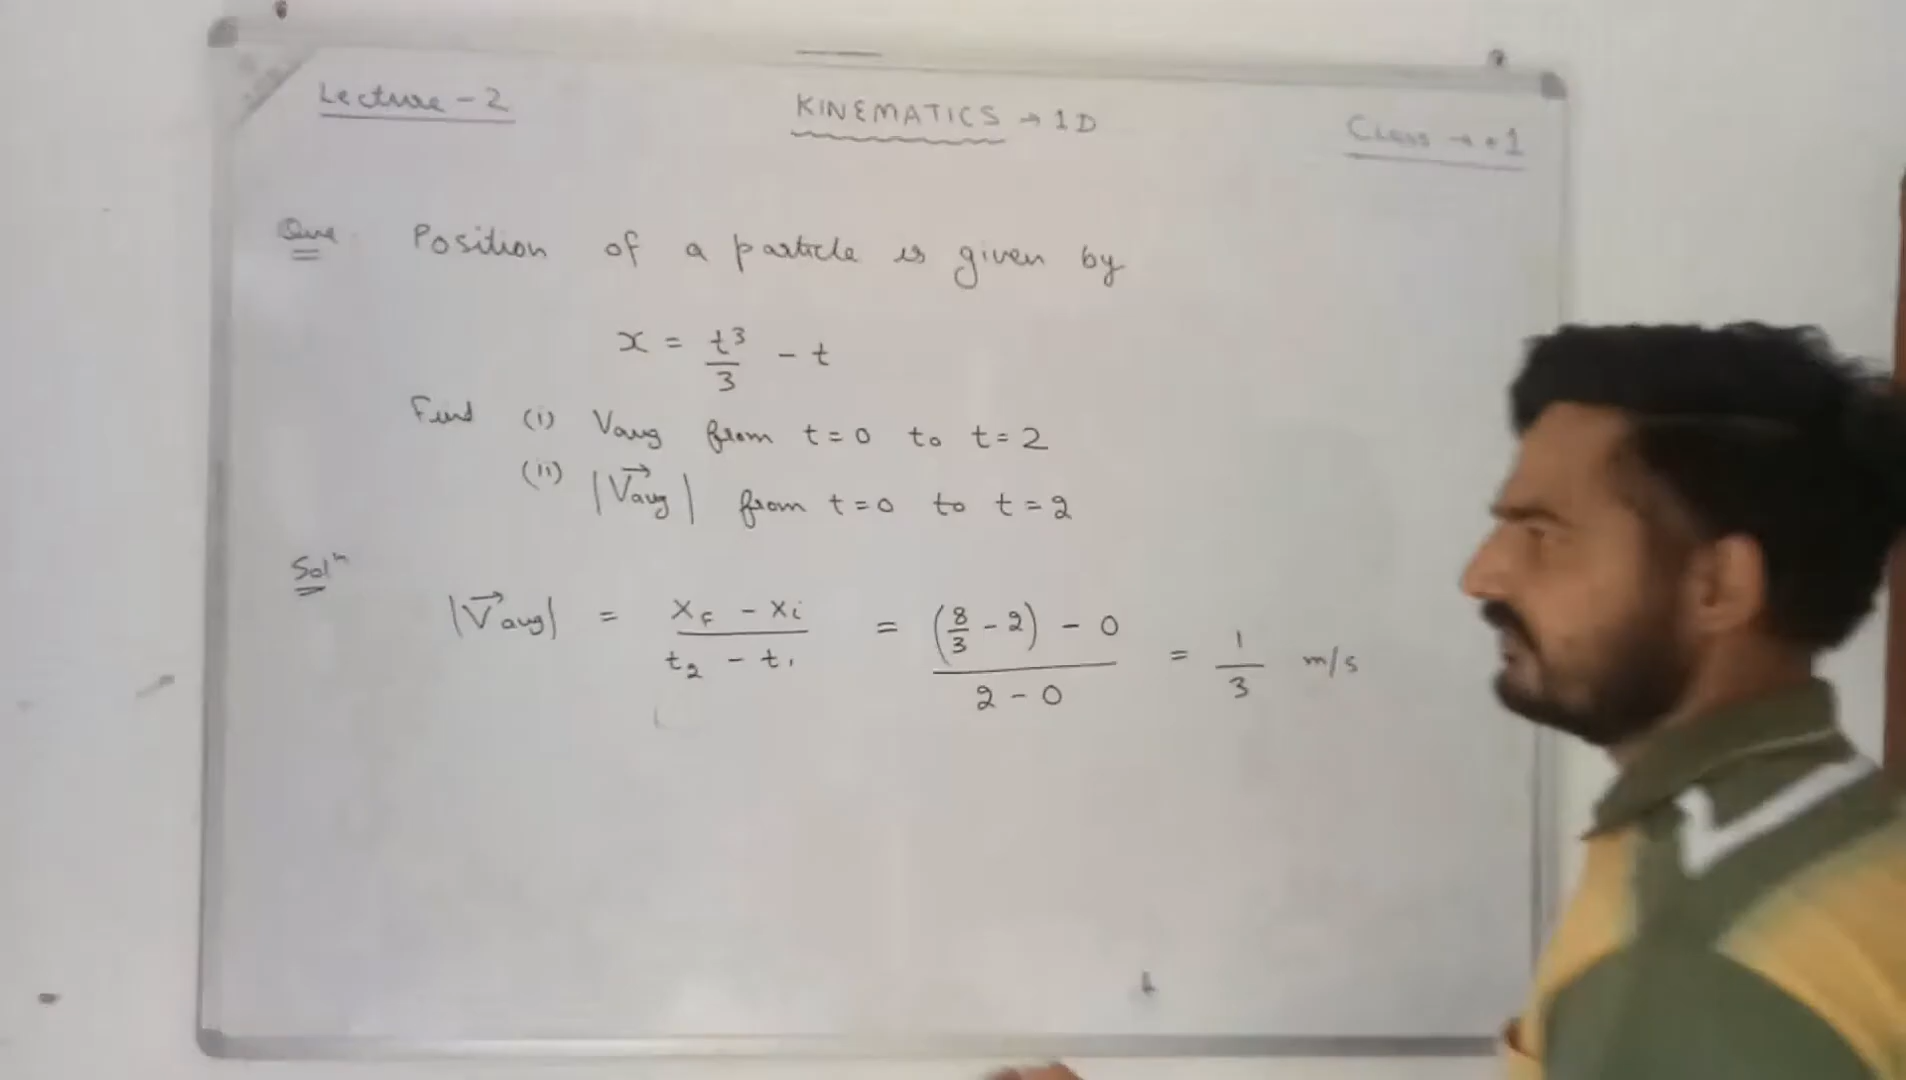 Lecture - 2
KINEMATICS → 1D
Class → 01
Que. Position of a particle is given by
x = t³/3 - t
Find (i) Vavg from t = 0 to t = 2
(ii) |V⃗avg| from t = 0 to t = 2
Solⁿ
|V⃗avg| = (xf - xi)/(t2 - t1) = ((8/3 - 2) - 0)/(2 - 0) = 1/3 m/s